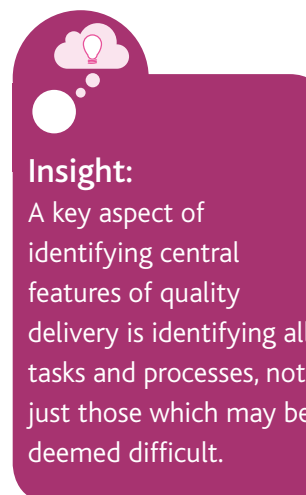 Insight:
A key aspect of
identifying central
features of quality
delivery is identifying all
tasks and processes, not
just those which may be
deemed difficult.